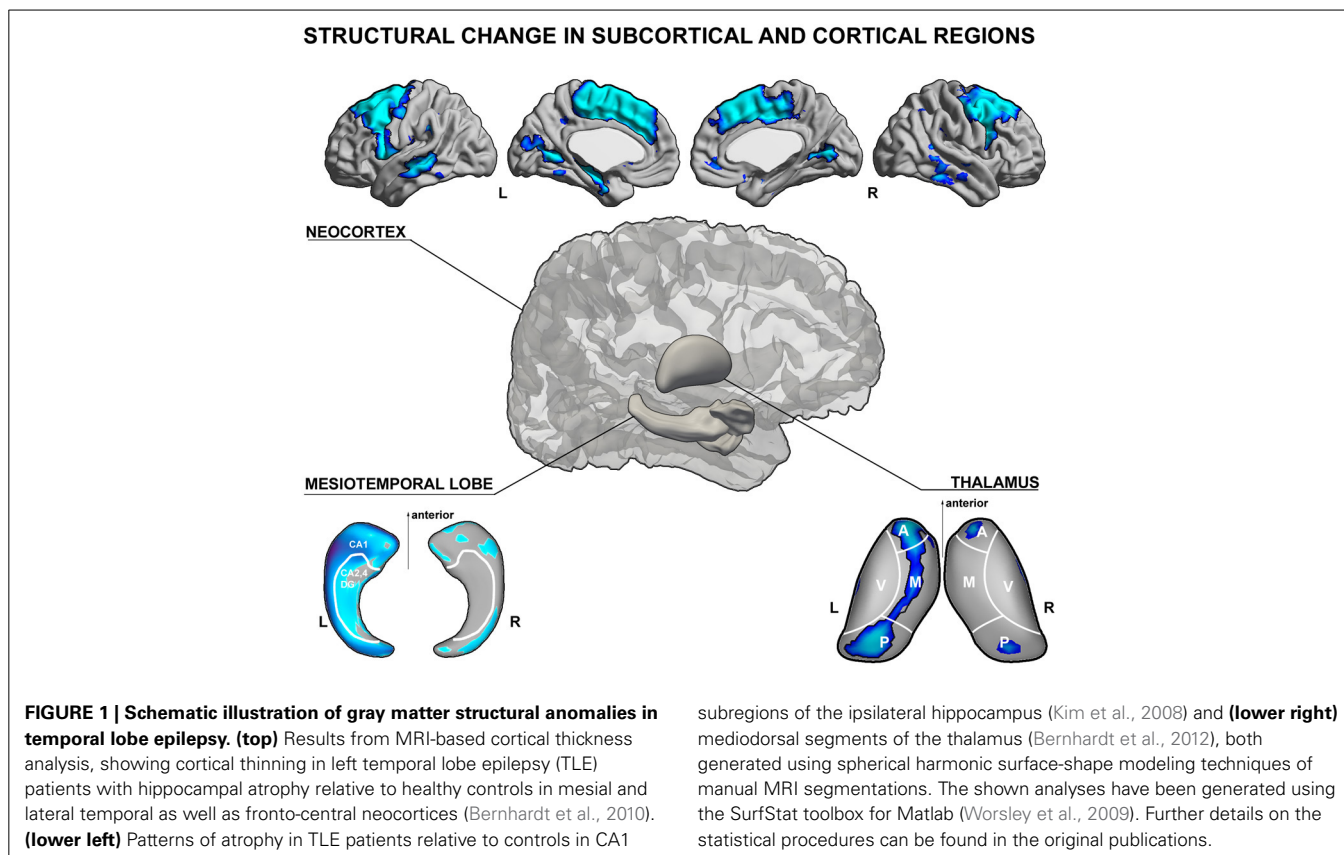 STRUCTURAL CHANGE IN SUBCORTICAL AND CORTICAL REGIONS
L
R
NEOCORTEX
MESIOTEMPORAL LOBE
THALAMUS
anterior
CA1
CA2,4
DG
L
R
anterior
A
A
V
M
M
V
L
R
P
P
FIGURE 1 | Schematic illustration of gray matter structural anomalies in
temporal lobe epilepsy. (top) Results from MRI-based cortical thickness
analysis, showing cortical thinning in left temporal lobe epilepsy (TLE)
patients with hippocampal atrophy relative to healthy controls in mesial and
lateral temporal as well as fronto-central neocortices (Bernhardt et al., 2010).
(lower left) Patterns of atrophy in TLE patients relative to controls in CA1
subregions of the ipsilateral hippocampus (Kim et al., 2008) and (lower right)
mediodorsal segments of the thalamus (Bernhardt et al., 2012), both
generated using spherical harmonic surface-shape modeling techniques of
manual MRI segmentations. The shown analyses have been generated using
the SurfStat toolbox for Matlab (Worsley et al., 2009). Further details on the
statistical procedures can be found in the original publications.